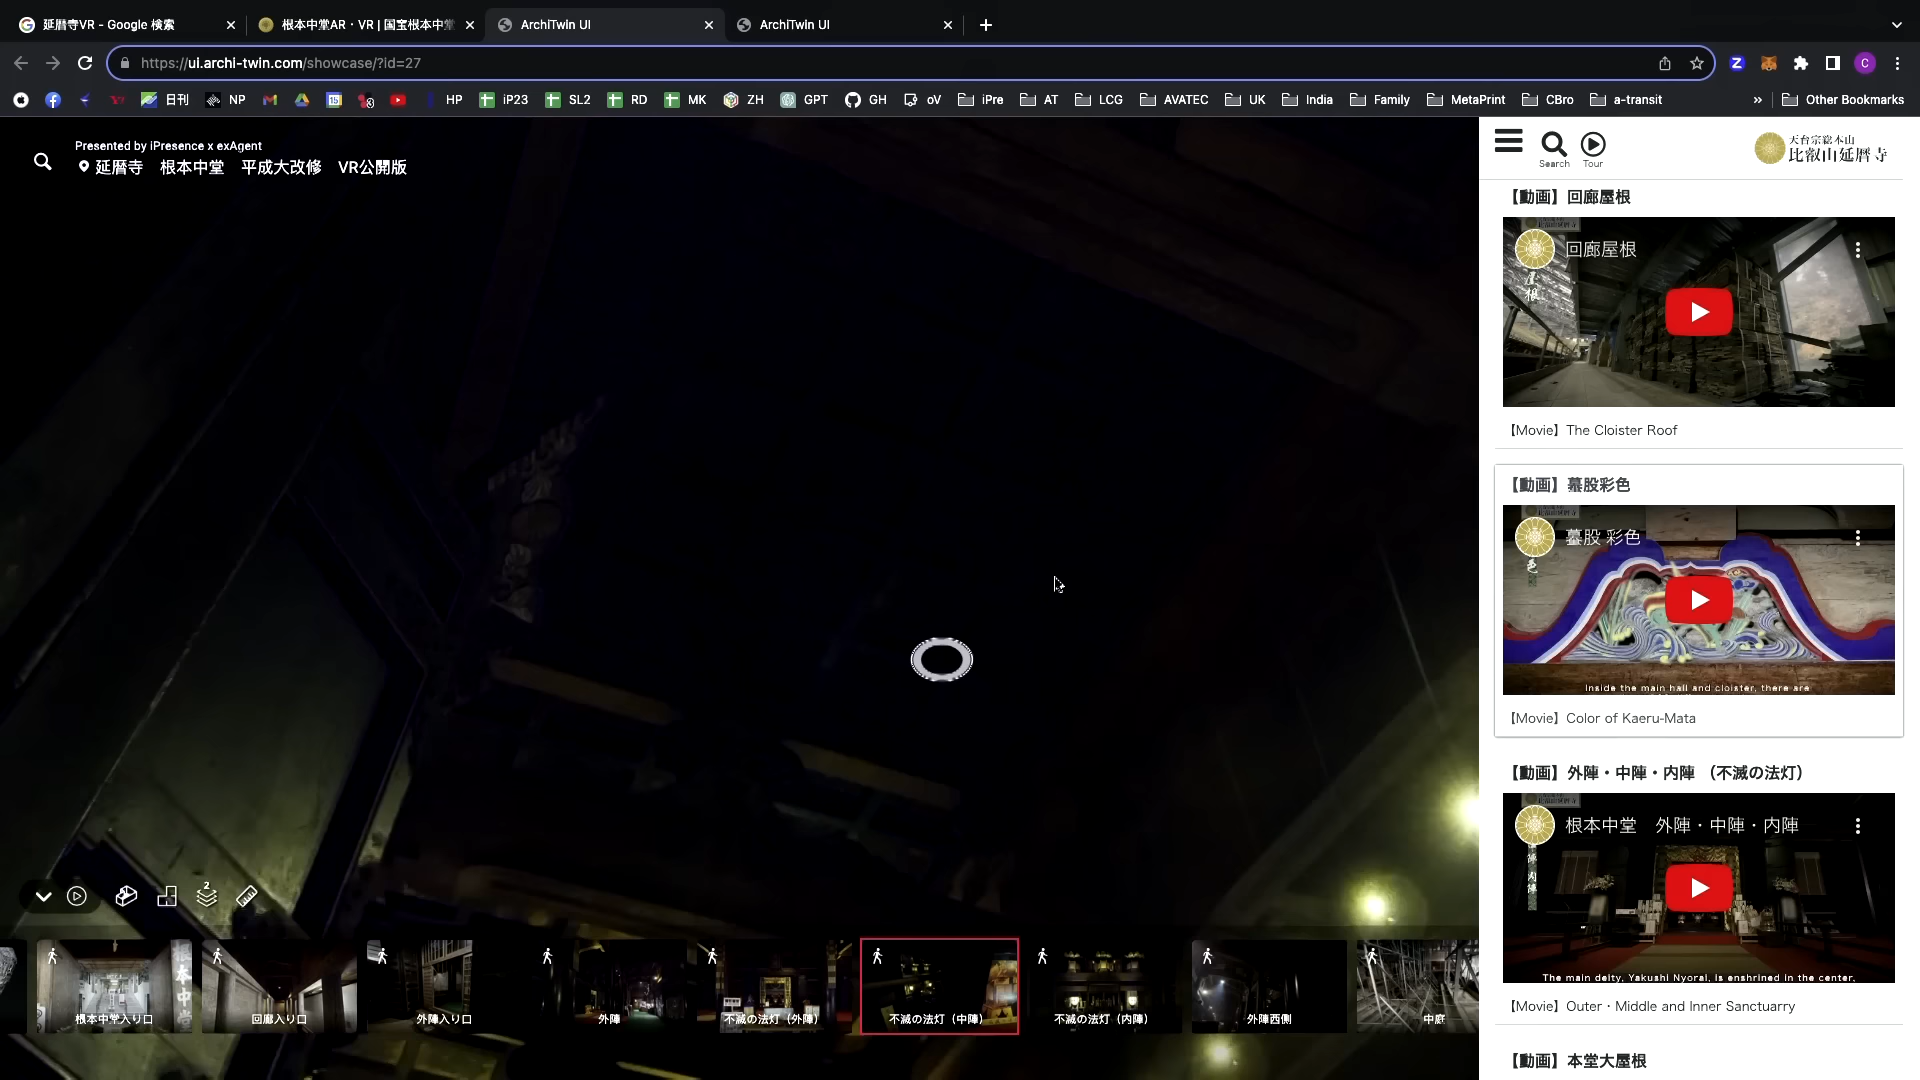 延暦寺VR - Google 検索
根本中堂AR・VR | 国宝根本中堂
ArchiTwin UI
ArchiTwin UI
https://ui.archi-twin.com/showcase/?id=27
日刊 NP HP iP23 SL2 RD MK ZH GPT GH oV iPre AT LCG AVATEC UK India Family MetaPrint CBro a-transit » Other Bookmarks
Presented by iPresence x exAgent
延暦寺 根本中堂 平成大改修 VR公開版
Search
Tour
天台宗総本山
比叡山延暦寺
【動画】回廊屋根
回廊屋根
【Movie】The Cloister Roof
【動画】蟇股彩色
蟇股 彩色
Inside the main hall and cloister, there are
【Movie】Color of Kaeru-Mata
【動画】外陣・中陣・内陣 （不滅の法灯）
根本中堂 外陣・中陣・内陣
The main deity, Yakushi Nyorai, is enshrined in the center.
【Movie】Outer・Middle and Inner Sanctuarry
【動画】本堂大屋根
2
根本中堂
根本中堂入り口
回廊入り口
外陣入り口
外陣
不滅の法灯（外陣）
不滅の法灯（中陣）
不滅の法灯（内陣）
外陣西側
中庭